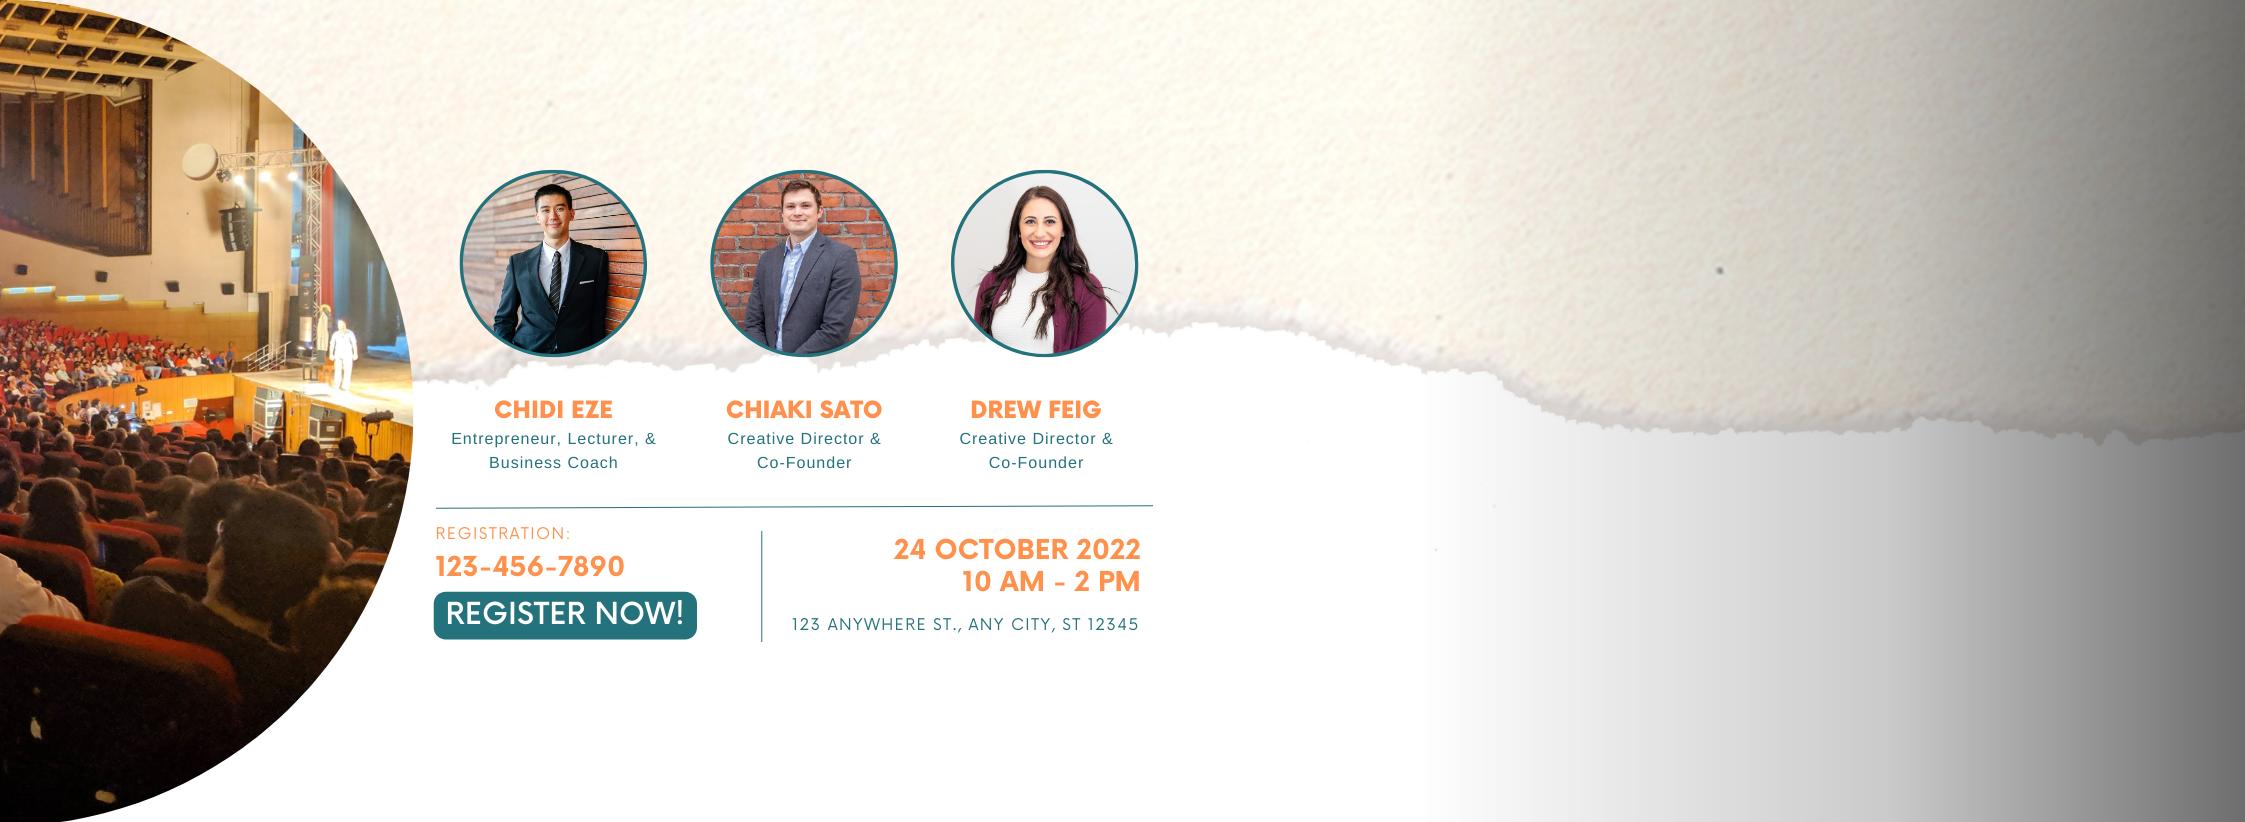 CHIDI EZE
Entrepreneur, Lecturer, &
Business Coach
CHIAKI SATO
Creative Director &
Co-Founder
DREW FEIG
Creative Director &
Co-Founder
REGISTRATION:
123-456-7890
REGISTER NOW!
24 OCTOBER 2022
10 AM - 2 PM
123 ANYWHERE ST., ANY CITY, ST 12345